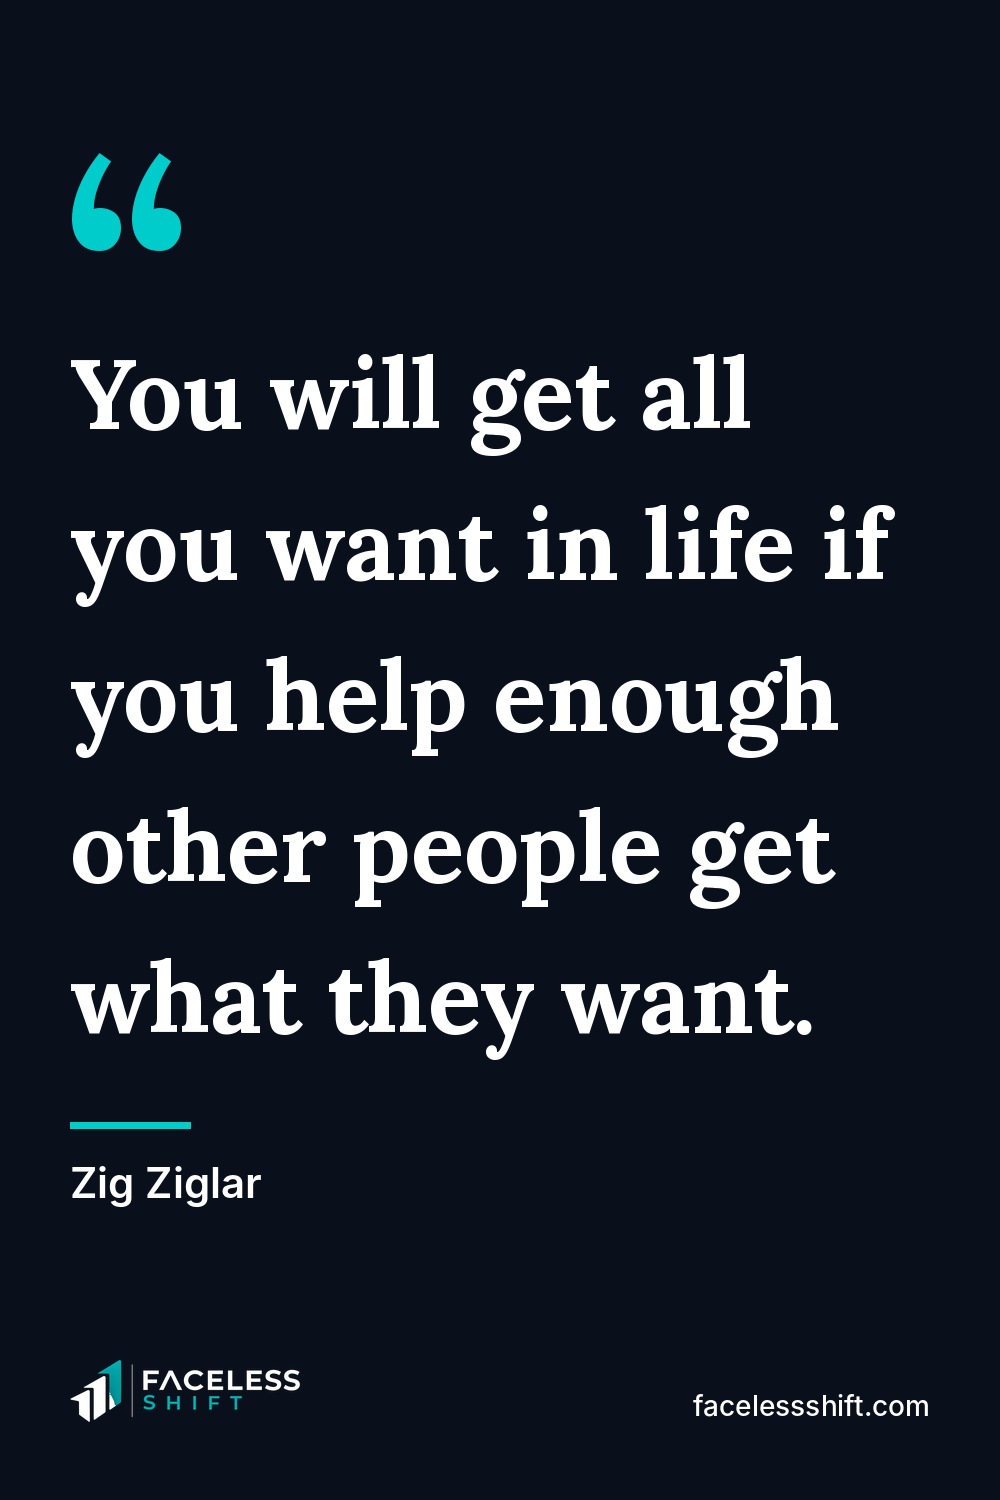 “
You will get all
you want in life if
you help enough
other people get
what they want.
Zig Ziglar
FACELESS
SHIFT
facelessshift.com